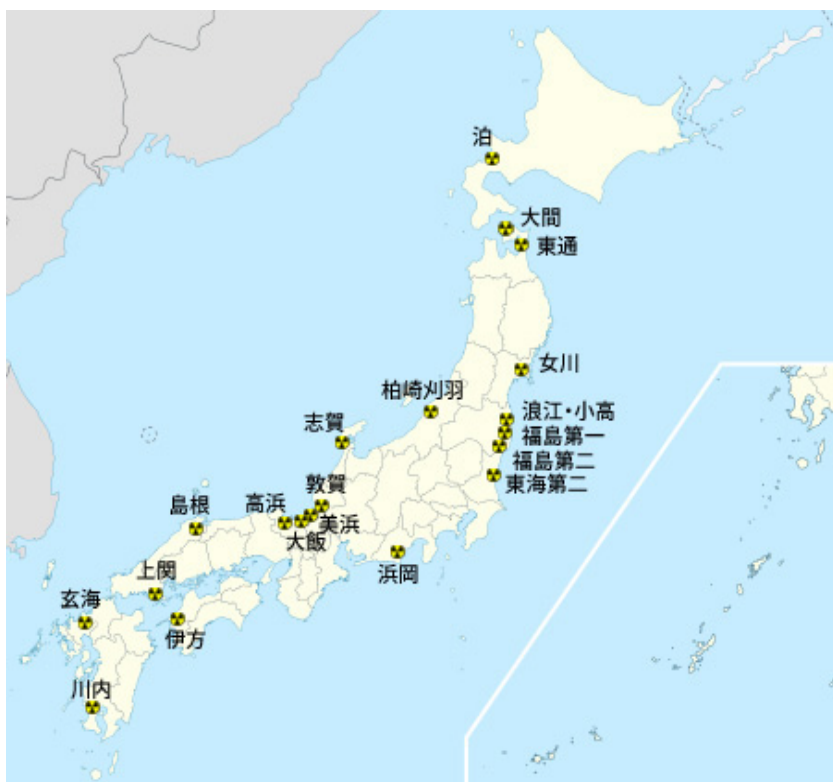 泊
大間
東通
女川
柏崎刈羽
浪江・小高
志賀
福島第一
福島第二
東海第二
敦賀
島根
高浜
美浜
大飯
浜岡
上関
玄海
伊方
川内